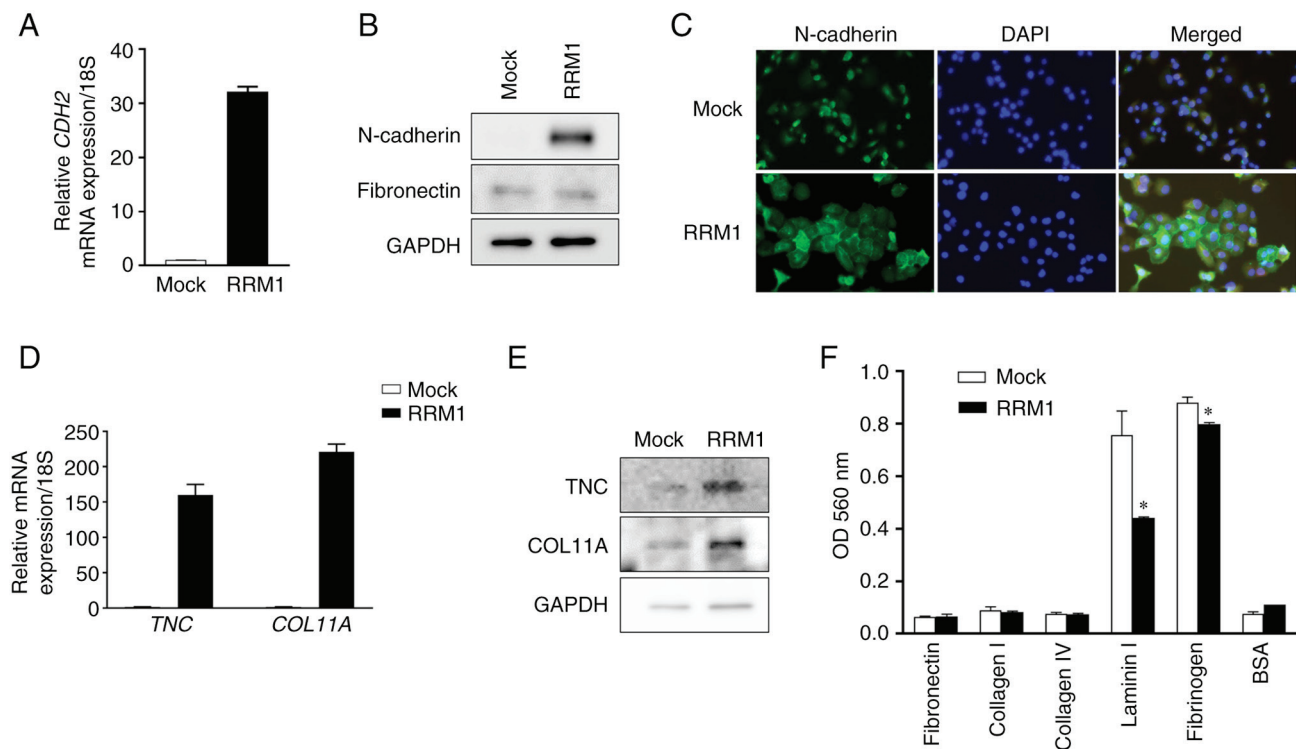 A
Relative CDH2
mRNA expression/18S
40
30
20
10
0
Mock
RRM1
B
Mock
RRM1
N-cadherin
Fibronectin
GAPDH
C
N-cadherin
DAPI
Merged
Mock
RRM1
D
Mock
RRM1
Relative mRNA
expression/18S
250
200
150
100
50
0
TNC
COL11A
E
Mock
RRM1
TNC
COL11A
GAPDH
F
Mock
RRM1
OD 560 nm
1.0
0.8
0.6
0.4
0.2
0.0
*
*
Fibronectin
Collagen I
Collagen IV
Laminin I
Fibrinogen
BSA